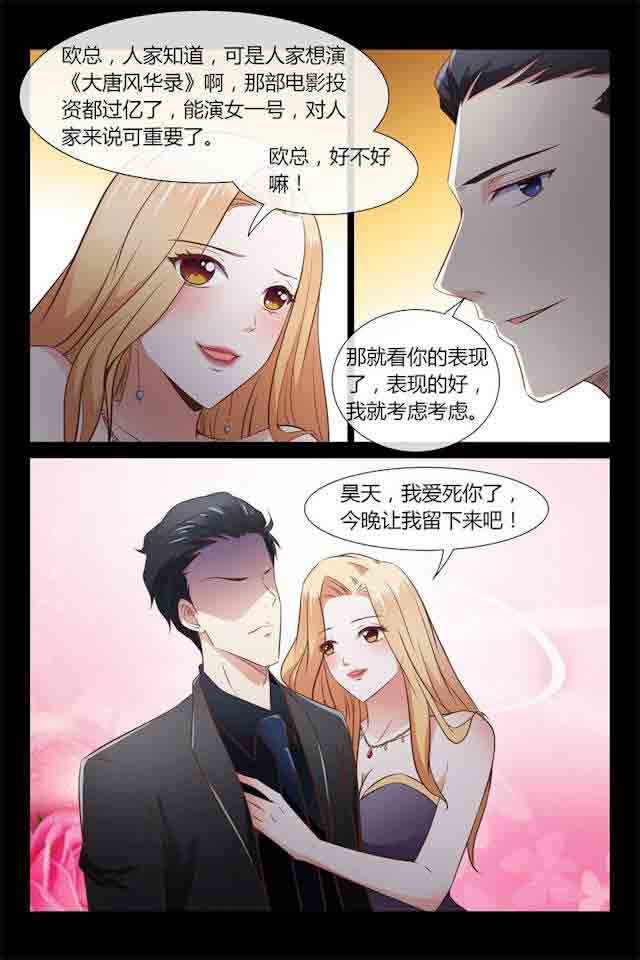 欧总，人家知道，可是人家想演
《大唐风华录》啊，那部电影投
资都过亿了，能演女一号，对人
家来说可重要了。
欧总，好不好
嘛！
那就看你的表现
了，表现的好，
我就考虑考虑。
昊天，我爱死你了，
今晚让我留下来吧！